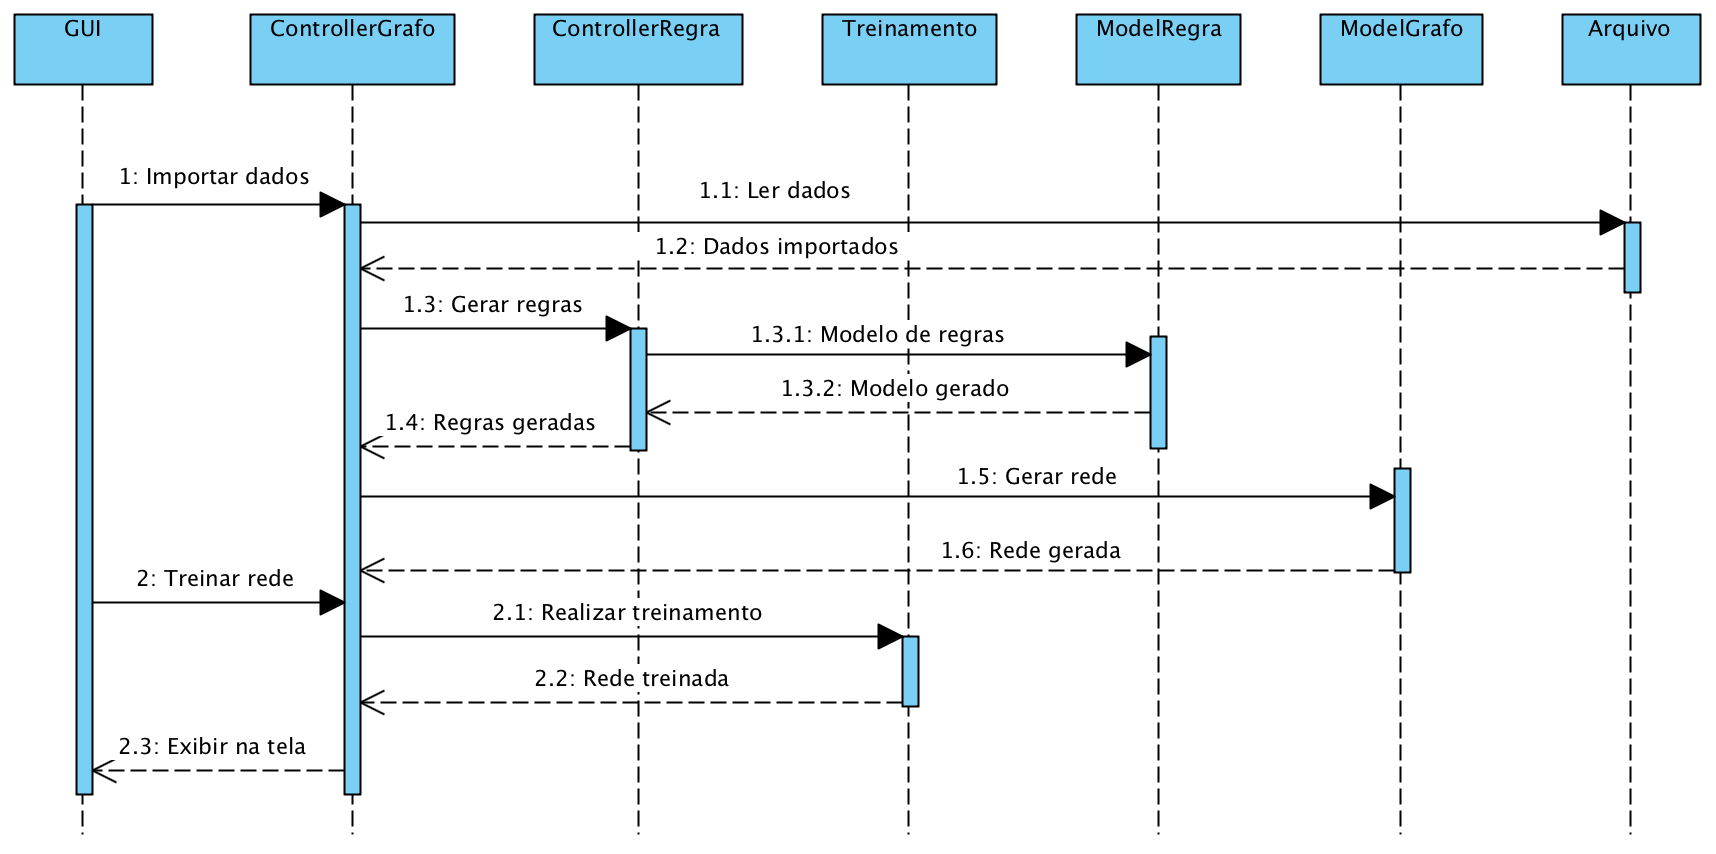 GUI
ControllerGrafo
ControllerRegra
Treinamento
ModelRegra
ModelGrafo
Arquivo
1: Importar dados
1.1: Ler dados
1.2: Dados importados
1.3: Gerar regras
1.3.1: Modelo de regras
1.3.2: Modelo gerado
1.4: Regras geradas
1.5: Gerar rede
1.6: Rede gerada
2: Treinar rede
2.1: Realizar treinamento
2.2: Rede treinada
2.3: Exibir na tela